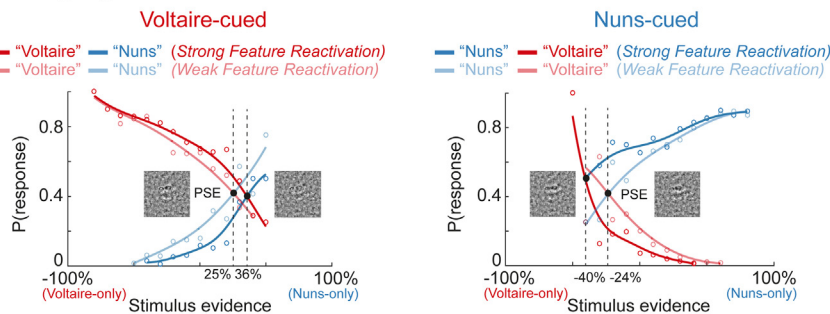 Voltaire-cued
"Voltaire" "Nuns" (Strong Feature Reactivation)
"Voltaire" "Nuns" (Weak Feature Reactivation)
P(response)
0.8
0.4
0
PSE
-100%
25% 36%
100%
(Voltaire-only)
(Nuns-only)
Stimulus evidence
Nuns-cued
"Nuns" "Voltaire" (Strong Feature Reactivation)
"Nuns" "Voltaire" (Weak Feature Reactivation)
P(response)
0.8
0.4
0
PSE
-100%
-40% -24%
100%
(Voltaire-only)
(Nuns-only)
Stimulus evidence